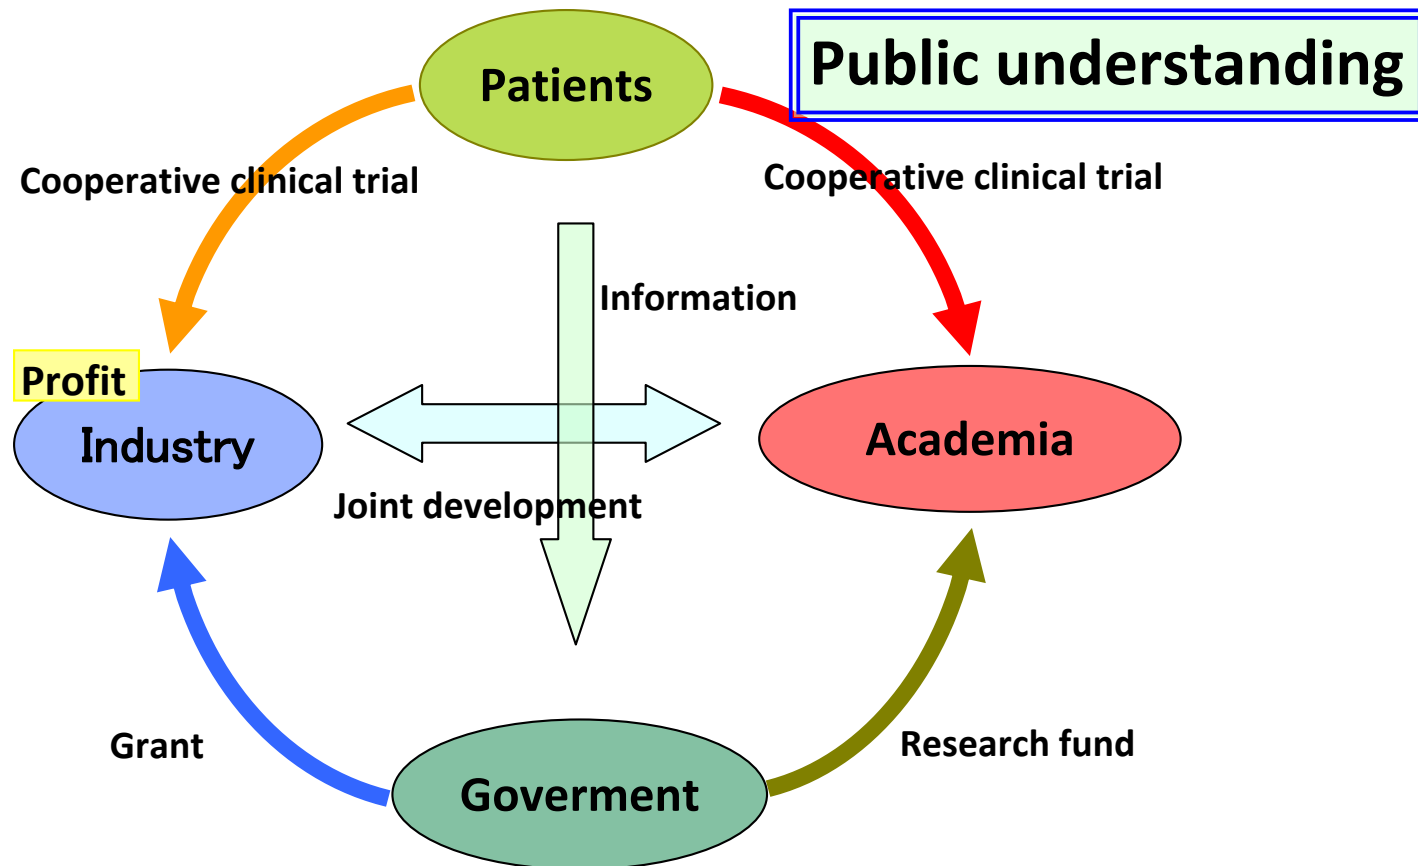 Patients
Public understanding
Cooperative clinical trial
Cooperative clinical trial
Information
Profit
Industry
Academia
Joint development
Grant
Research fund
Goverment